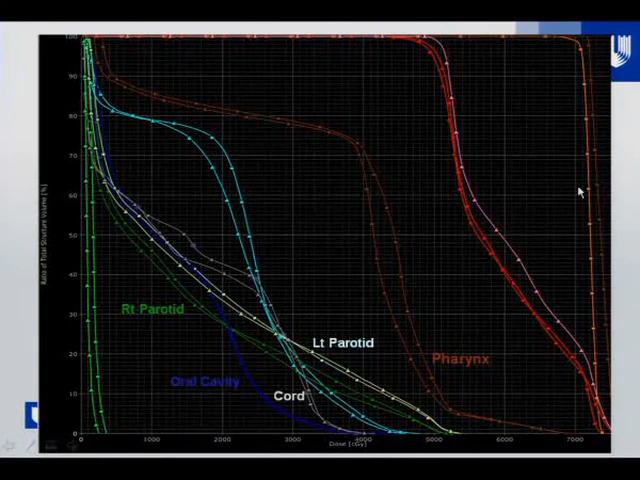 100
90
80
70
60
50
40
30
20
10
0
Ratio of Total Structure Volume [%]
Rt Parotid
Lt Parotid
Pharynx
Oral Cavity
Cord
0 1000 2000 3000 4000 5000 6000 7000
Dose [cGy]